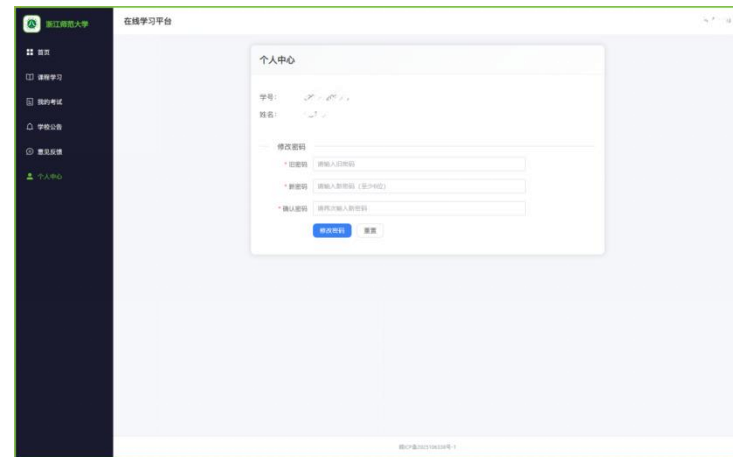 浙江师范大学
在线学习平台
首页
课程学习
我的考试
学校公告
意见反馈
个人中心
个人中心
学号:
姓名:
修改密码
* 旧密码 请输入旧密码
* 新密码 请输入新密码 (至少6位)
* 确认密码 请再次输入新密码
修改密码 重置